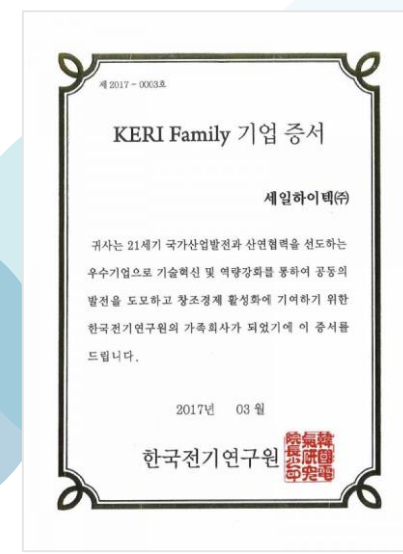 제 2017 - 0003호
KERI Family 기업 증서
세일하이텍㈜
귀사는 21세기 국가산업발전과 산연협력을 선도하는
우수기업으로 기술혁신 및 역량강화를 통하여 공동의
발전을 도모하고 창조경제 활성화에 기여하기 위한
한국전기연구원의 가족회사가 되었기에 이 증서를
드립니다.
2017년 03 월
한국전기연구원